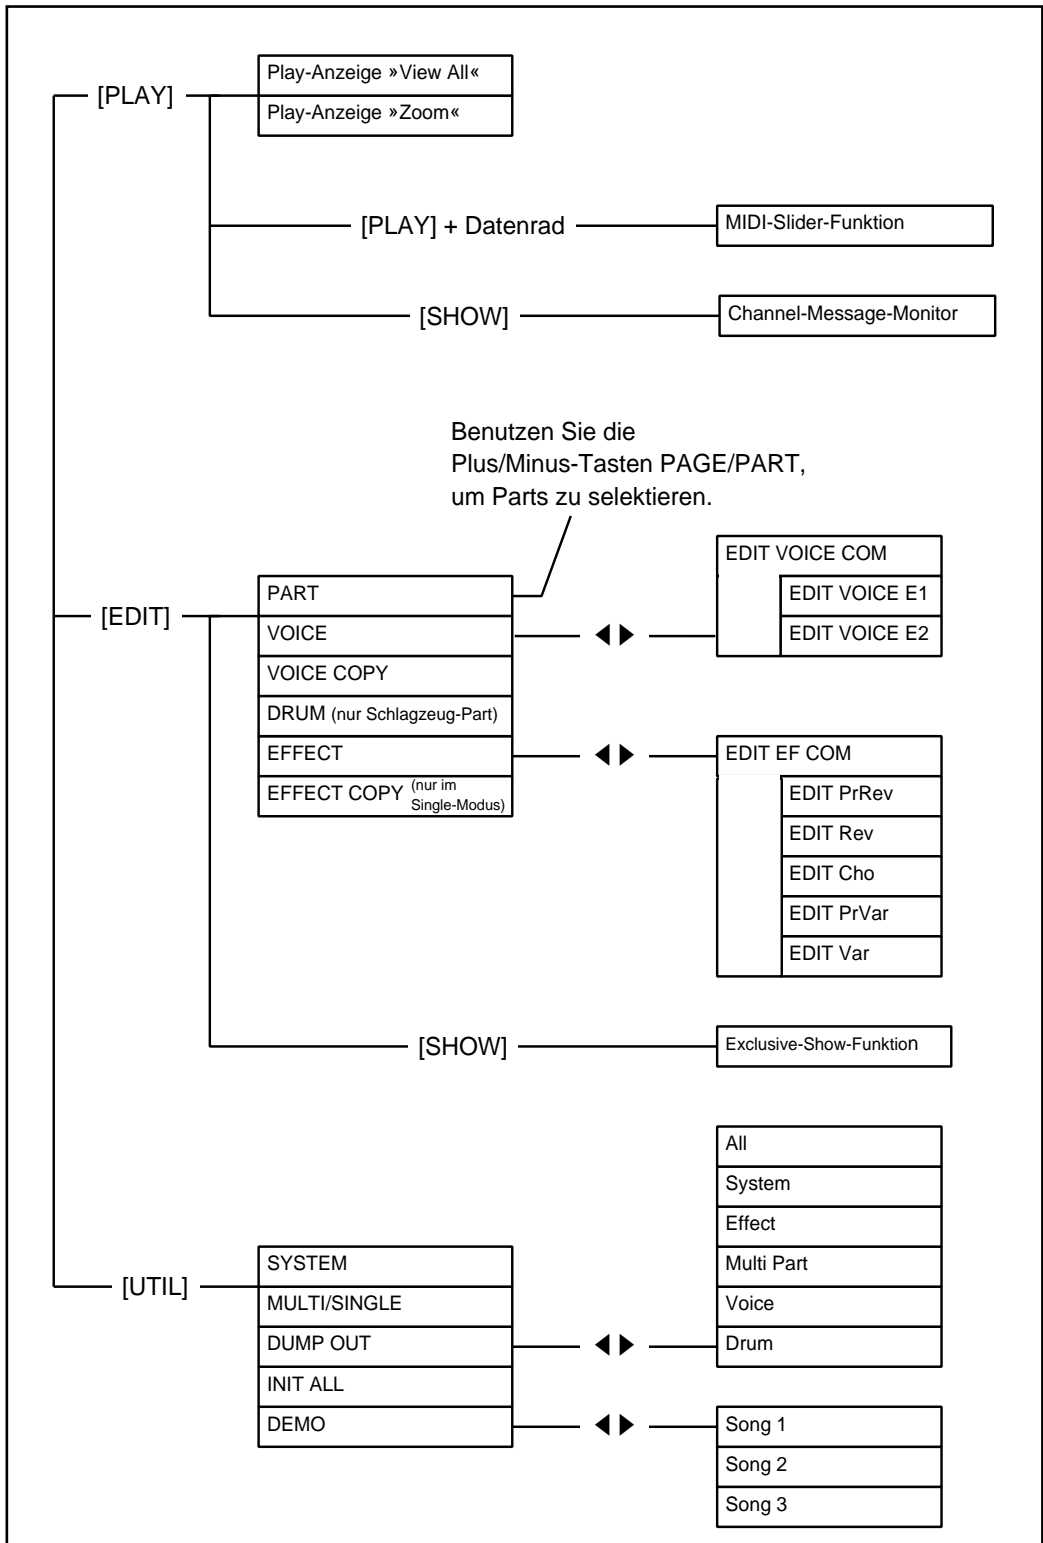 Play-Anzeige »View All«
[PLAY]
Play-Anzeige »Zoom«
[PLAY] + Datenrad
MIDI-Slider-Funktion
[SHOW]
Channel-Message-Monitor
Benutzen Sie die
Plus/Minus-Tasten PAGE/PART,
um Parts zu selektieren.
[EDIT]
PART
VOICE
VOICE COPY
DRUM (nur Schlagzeug-Part)
EFFECT
EFFECT COPY (nur im
Single-Modus)
EDIT VOICE COM
EDIT VOICE E1
EDIT VOICE E2
EDIT EF COM
EDIT PrRev
EDIT Rev
EDIT Cho
EDIT PrVar
EDIT Var
[SHOW]
Exclusive-Show-Funktion
[UTIL]
SYSTEM
MULTI/SINGLE
DUMP OUT
INIT ALL
DEMO
All
System
Effect
Multi Part
Voice
Drum
Song 1
Song 2
Song 3